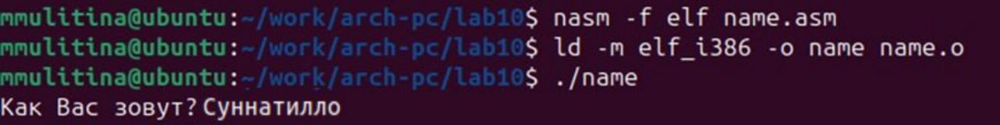 mmulitina@ubuntu:~/work/arch-pc/lab10$ nasm -f elf name.asm
mmulitina@ubuntu:~/work/arch-pc/lab10$ ld -m elf_i386 -o name name.o
mmulitina@ubuntu:~/work/arch-pc/lab10$ ./name
Как Вас зовут? Суннатилло